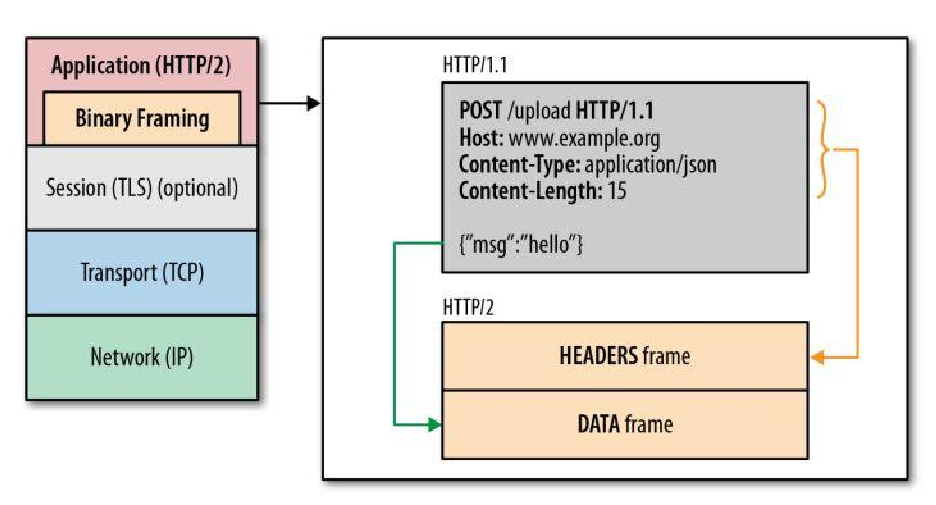 Application (HTTP/2)
Binary Framing
Session (TLS) (optional)
Transport (TCP)
Network (IP)
HTTP/1.1
POST /upload HTTP/1.1
Host: www.example.org
Content-Type: application/json
Content-Length: 15
{"msg":"hello"}
HTTP/2
HEADERS frame
DATA frame